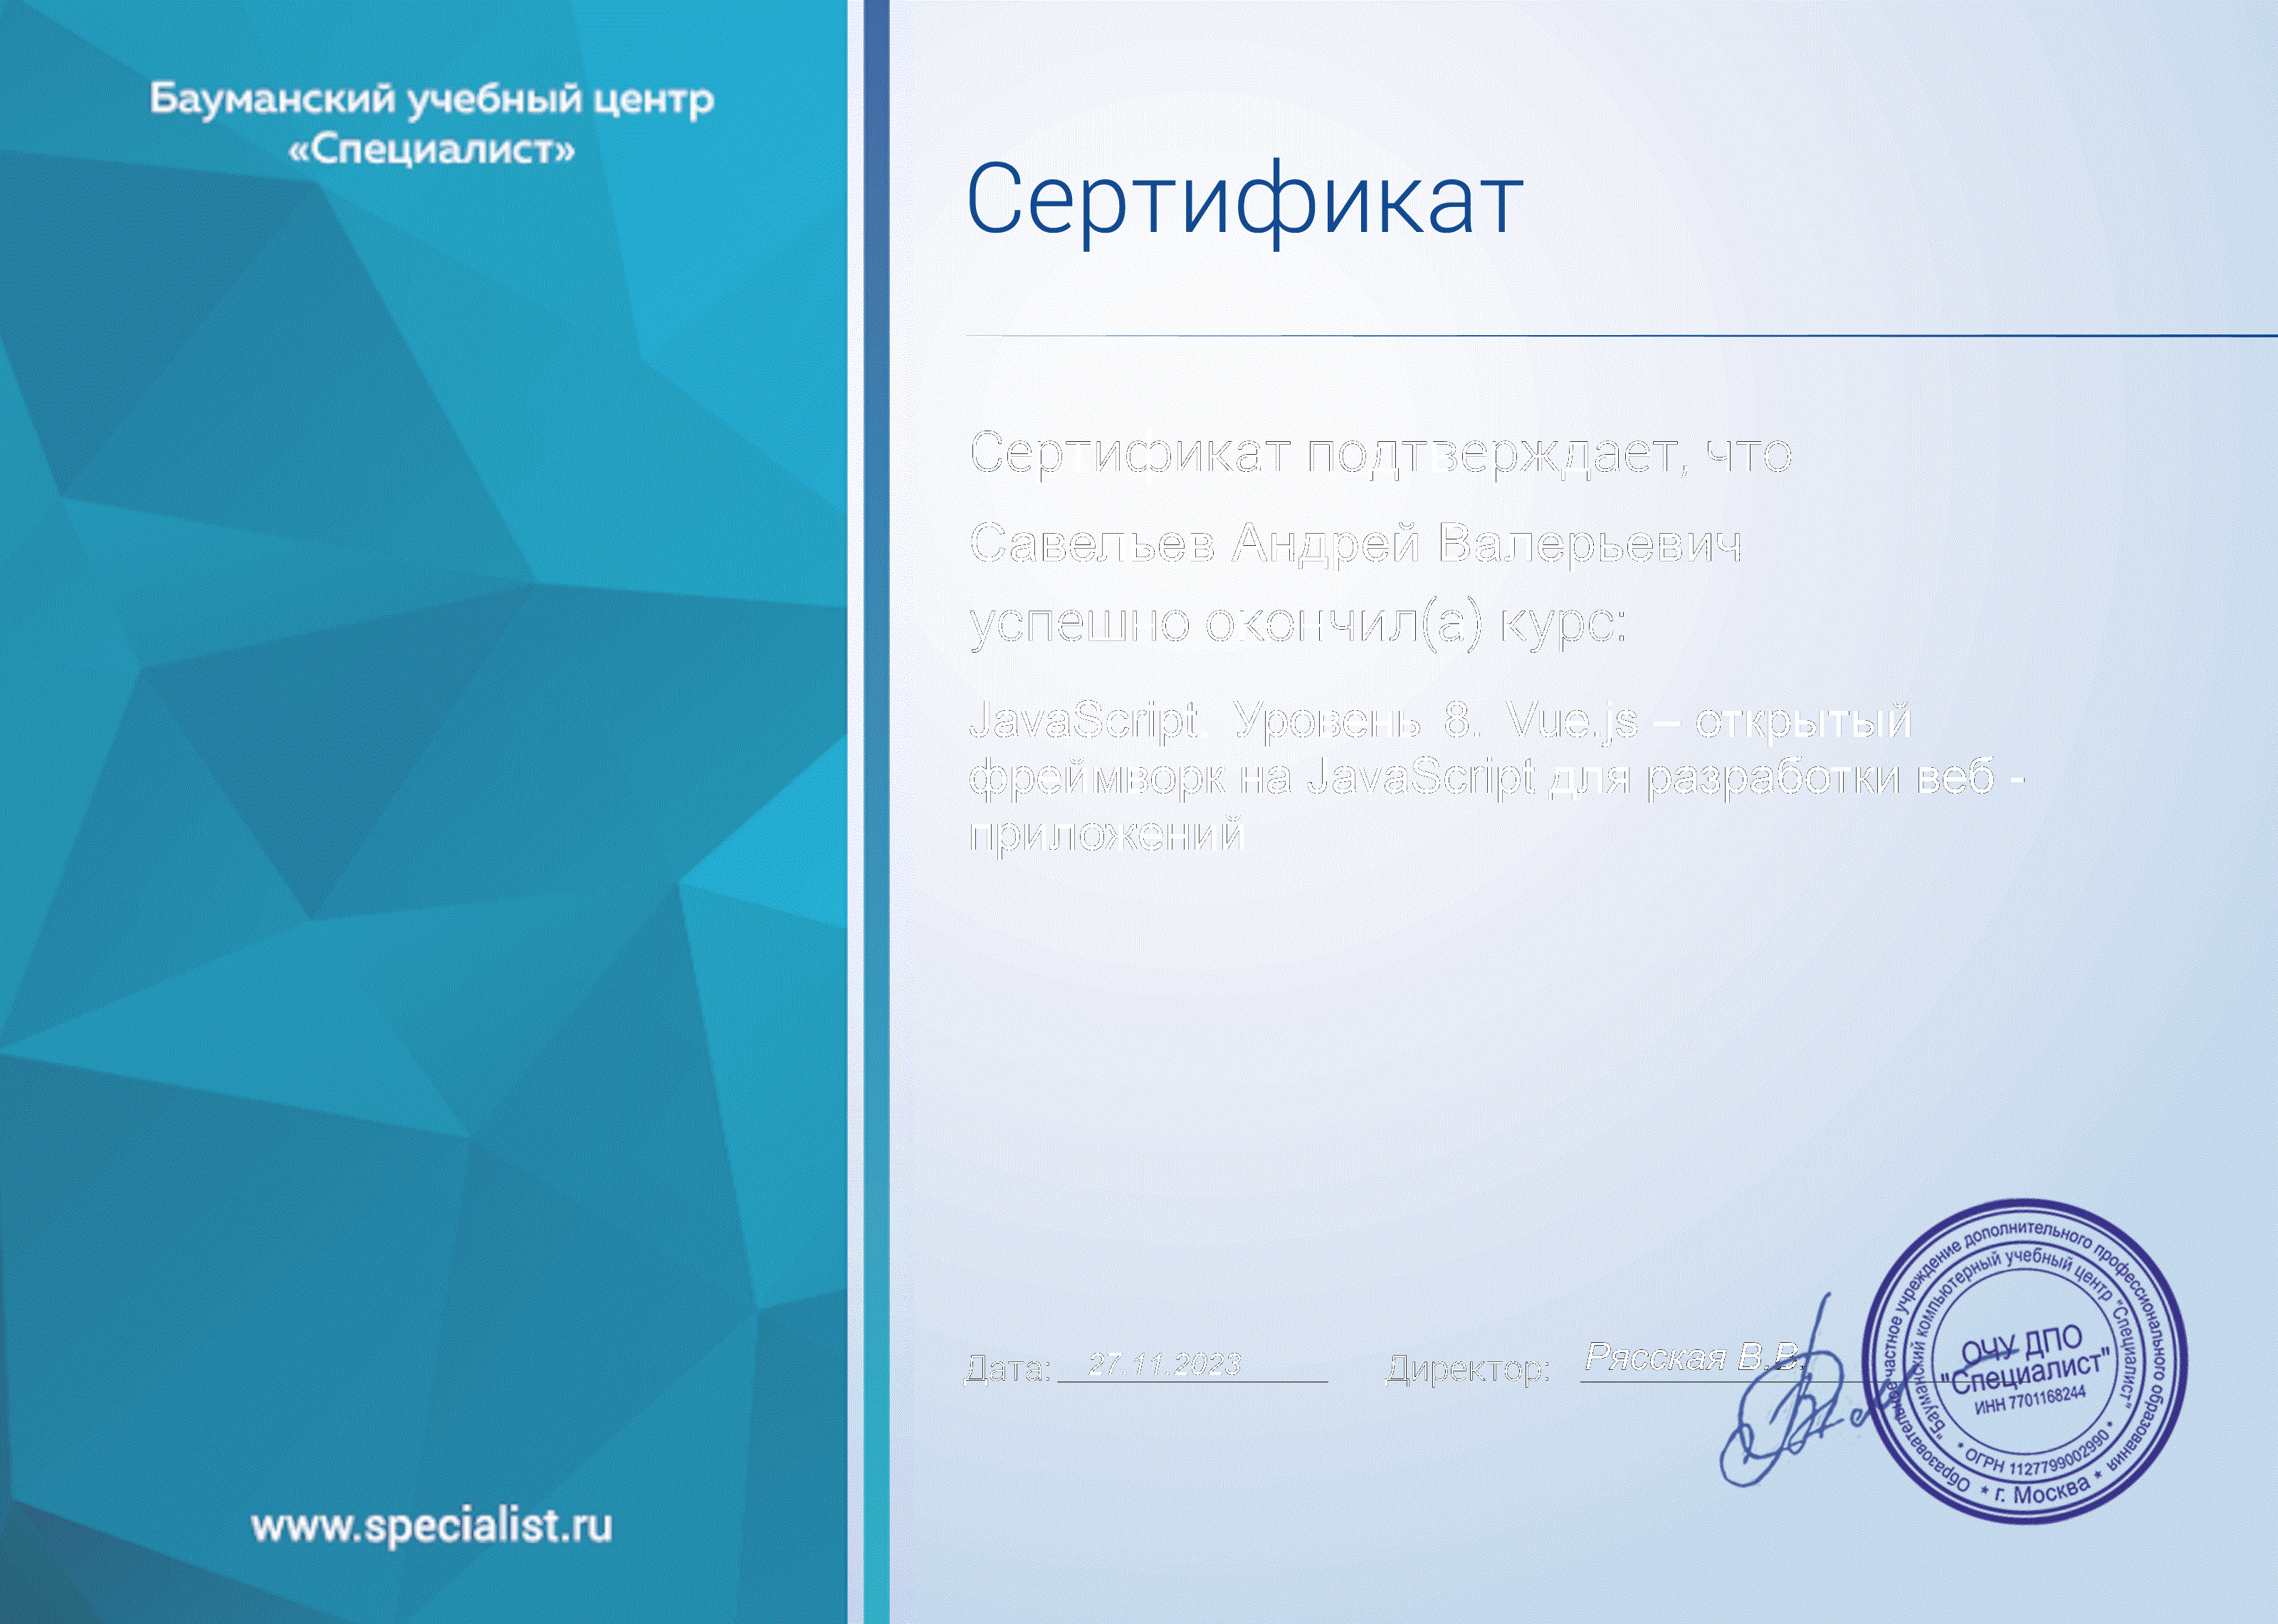 Бауманский учебный центр
«Специалист»
Сертификат
Сертификат подтверждает, что
Савельев Андрей Валерьевич
успешно окончил(а) курс:
JavaScript. Уровень 8. Vue.js – открытый
фреймворк на JavaScript для разработки веб -
приложений
Дата: 27.11.2023 Директор: Рясская В.В.
Образовательное частное учреждение дополнительного профессионального образования
"Бауманский компьютерный учебный центр "Специалист"
ОЧУ ДПО
"Специалист"
ИНН 7701168244
* ОГРН 1127799002990 *
* г. Москва *
www.specialist.ru